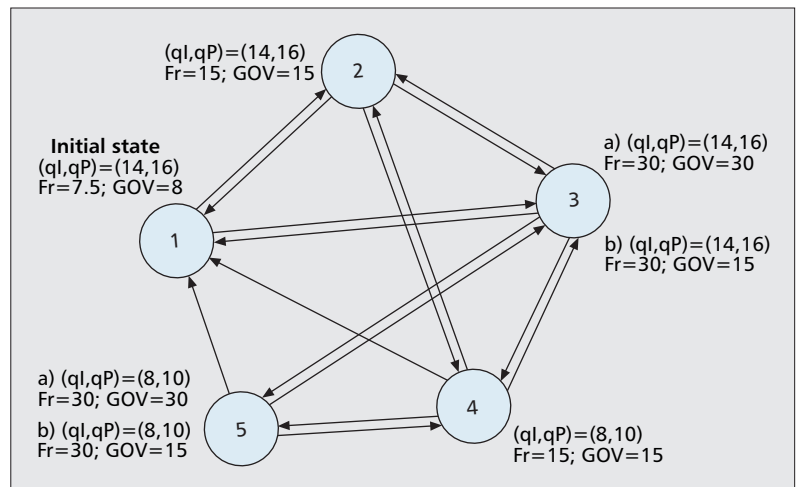 (qI,qP)=(14,16)
Fr=15; GOV=15
2
Initial state
(qI,qP)=(14,16)
Fr=7.5; GOV=8
1
a) (qI,qP)=(14,16)
Fr=30; GOV=30
3
b) (qI,qP)=(14,16)
Fr=30; GOV=15
a) (qI,qP)=(8,10)
Fr=30; GOV=30
b) (qI,qP)=(8,10)
Fr=30; GOV=15
5
4
(qI,qP)=(8,10)
Fr=15; GOV=15